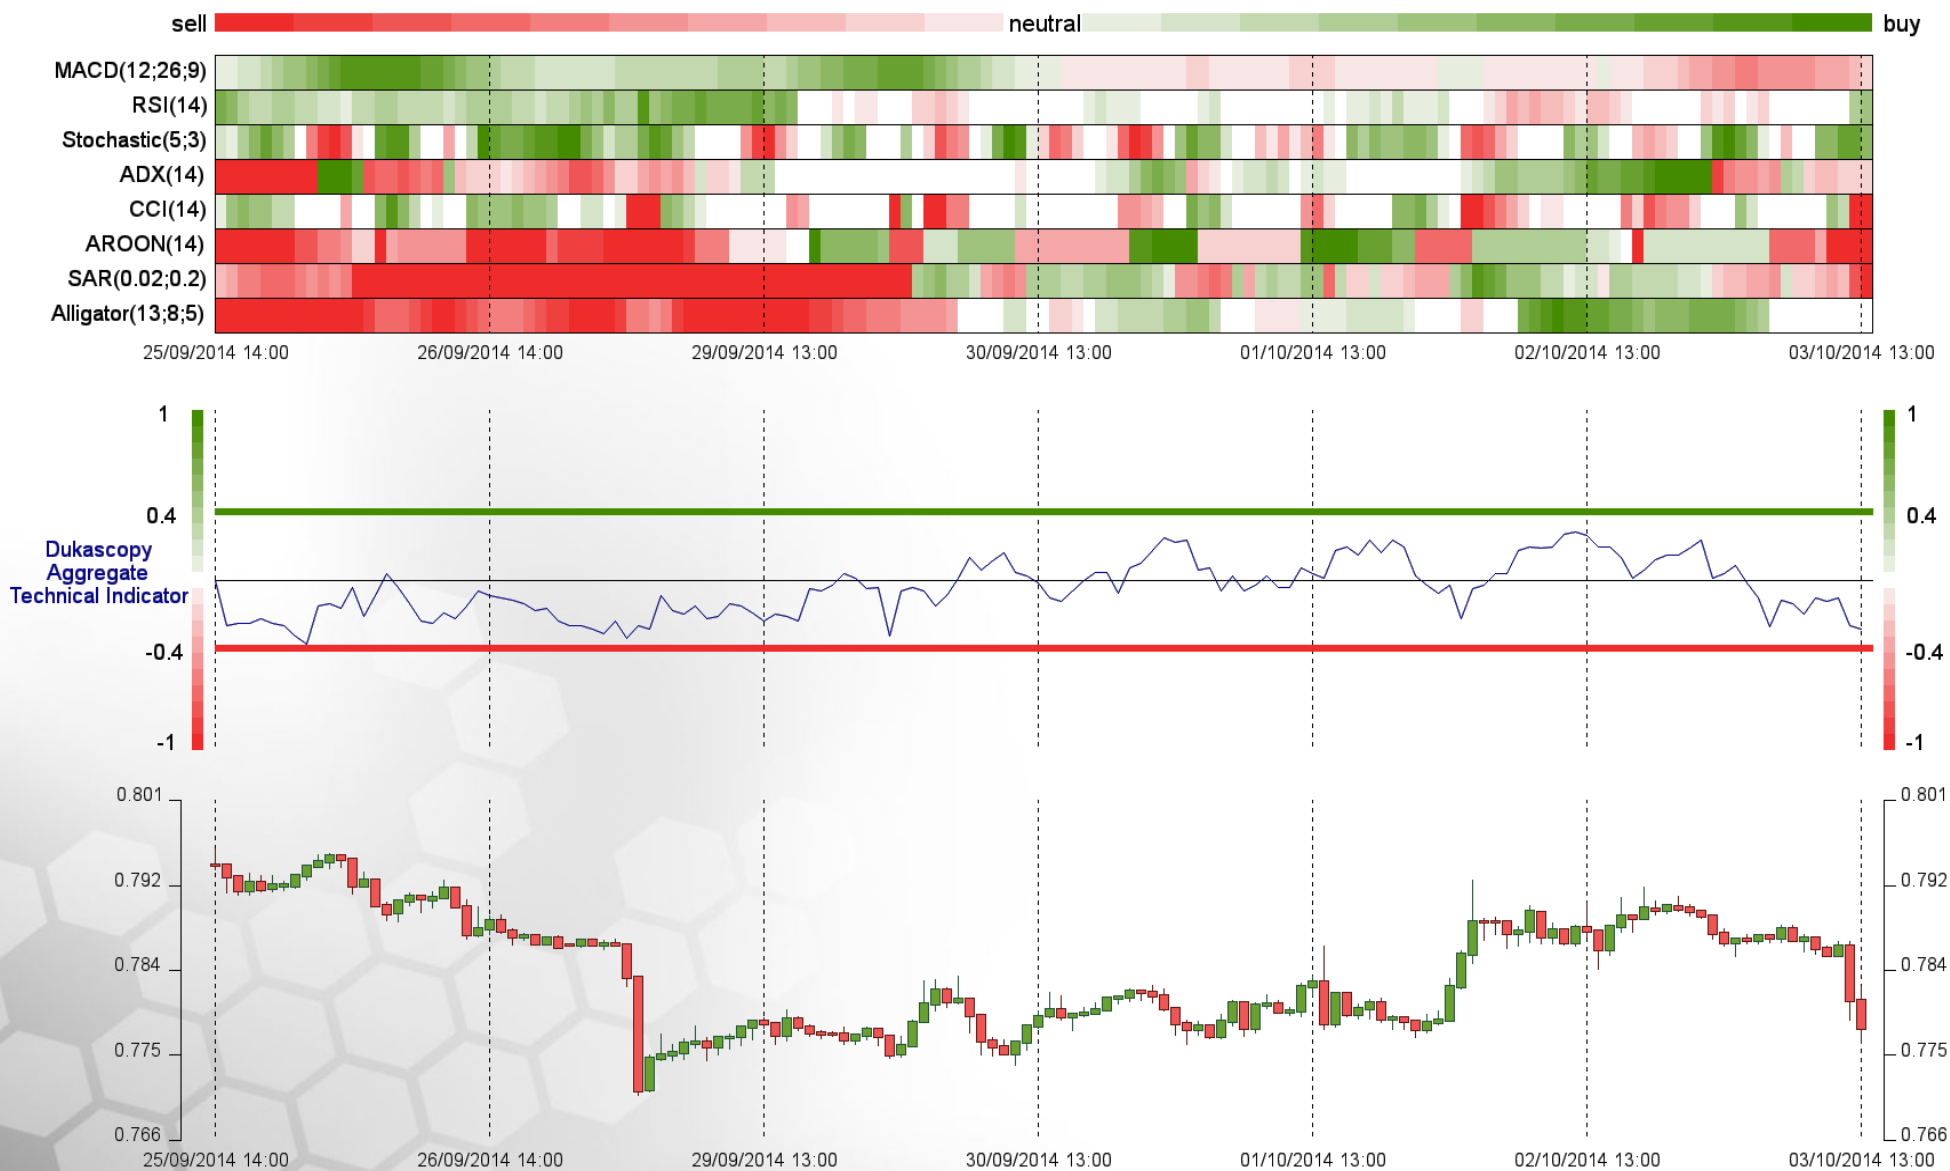 sell neutral buy
MACD(12;26;9)
RSI(14)
Stochastic(5;3)
ADX(14)
CCI(14)
AROON(14)
SAR(0.02;0.2)
Alligator(13;8;5)
25/09/2014 14:00 26/09/2014 14:00 29/09/2014 13:00 30/09/2014 13:00 01/10/2014 13:00 02/10/2014 13:00 03/10/2014 13:00
1 1
0.4 0.4
Dukascopy
Aggregate
Technical Indicator
-0.4 -0.4
-1 -1
0.801 0.801
0.792 0.792
0.784 0.784
0.775 0.775
0.766 0.766
25/09/2014 14:00 26/09/2014 14:00 29/09/2014 13:00 30/09/2014 13:00 01/10/2014 13:00 02/10/2014 13:00 03/10/2014 13:00